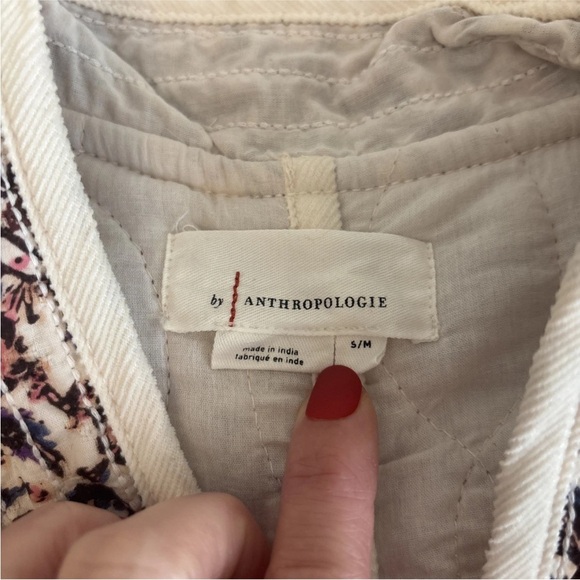 by ANTHROPOLOGIE
made in india
fabriqué en inde
S/M